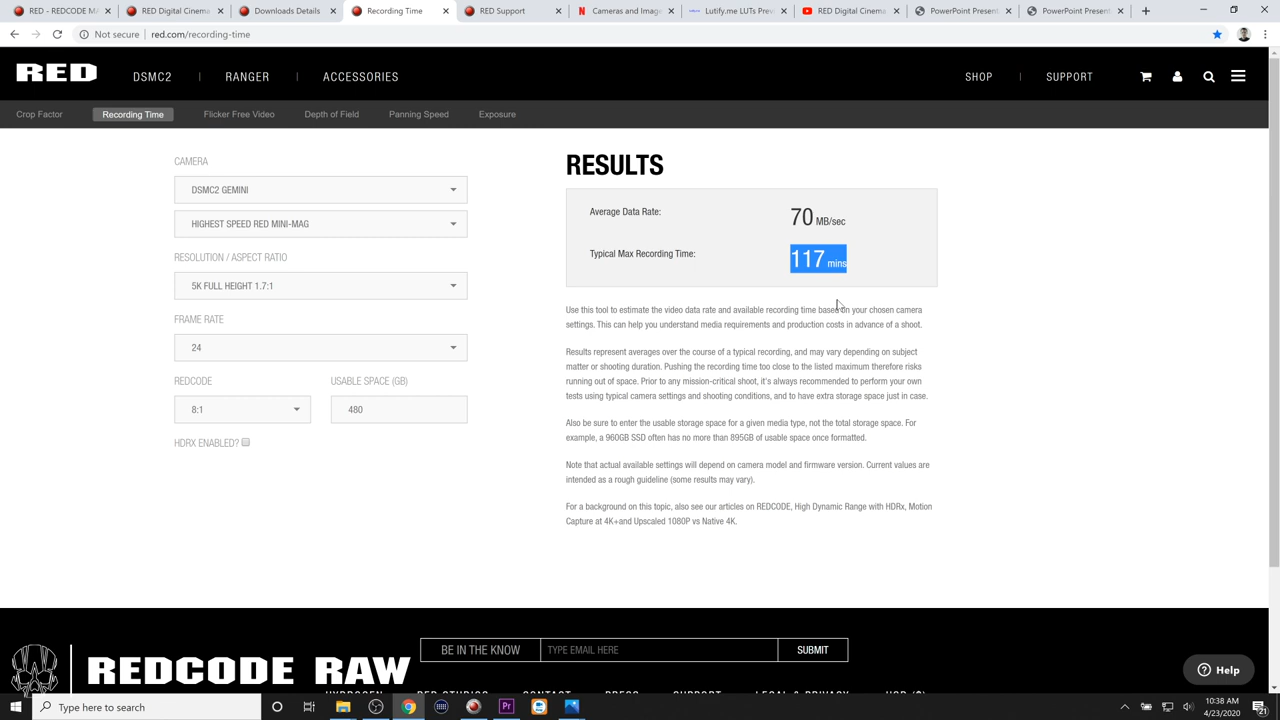 RED - REDCODE MA
RED Digital Cinema
Downloads Details
Recording Time
RED Support
Cameras and Image
Lutify.me LUTs Prev
RED Digital Cinema
PowerPoint Present
PowerPoint Present
Not secure | red.com/recording-time
RED
DSMC2 | RANGER | ACCESSORIES
SHOP | SUPPORT
Crop Factor
Recording Time
Flicker Free Video
Depth of Field
Panning Speed
Exposure
CAMERA
DSMC2 GEMINI
HIGHEST SPEED RED MINI-MAG
RESOLUTION / ASPECT RATIO
5K FULL HEIGHT 1.7:1
FRAME RATE
24
REDCODE
USABLE SPACE (GB)
8:1
480
HDRX ENABLED?
RESULTS
Average Data Rate:
70 MB/sec
Typical Max Recording Time:
117 mins
Use this tool to estimate the video data rate and available recording time based on your chosen camera
settings. This can help you understand media requirements and production costs in advance of a shoot.
Results represent averages over the course of a typical recording, and may vary depending on subject
matter or shooting duration. Pushing the recording time too close to the listed maximum therefore risks
running out of space. Prior to any mission-critical shoot, it's always recommended to perform your own
tests using typical camera settings and shooting conditions, and to have extra storage space just in case.
Also be sure to enter the usable storage space for a given media type, not the total storage space. For
example, a 960GB SSD often has no more than 895GB of usable space once formatted.
Note that actual available settings will depend on camera model and firmware version. Current values are
intended as a rough guideline (some results may vary).
For a background on this topic, also see our articles on REDCODE, High Dynamic Range with HDRx, Motion
Capture at 4K+and Upscaled 1080P vs Native 4K.
BE IN THE KNOW
TYPE EMAIL HERE
SUBMIT
REDCODE RAW
Help
HYDROGEN
RED STUDIOS
CONTACT
PRESS
SUPPORT
LEGAL & PRIVACY
Type here to search
10:38 AM
4/23/2020
21